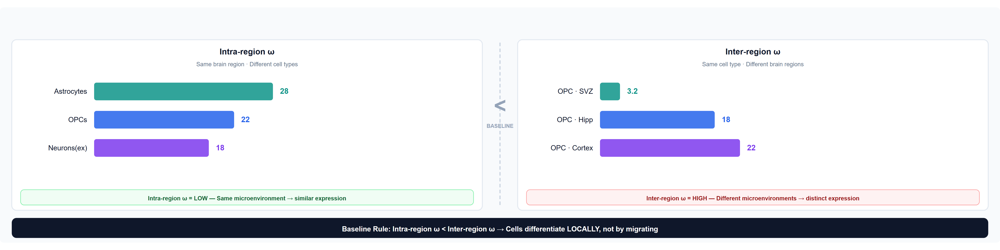 Intra-region ω
Same brain region · Different cell types
Astrocytes 28
OPCs 22
Neurons(ex) 18
Intra-region ω = LOW — Same microenvironment → similar expression
<
BASELINE
Inter-region ω
Same cell type · Different brain regions
OPC · SVZ 3.2
OPC · Hipp 18
OPC · Cortex 22
Inter-region ω = HIGH — Different microenvironments → distinct expression
Baseline Rule: Intra-region ω < Inter-region ω → Cells differentiate LOCALLY, not by migrating